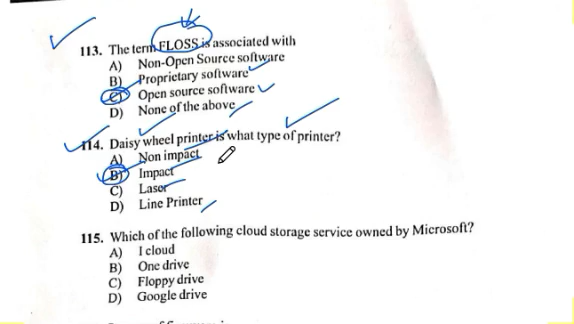 113. The term FLOSS is associated with
A) Non-Open Source software
B) Proprietary software
C) Open source software
D) None of the above
114. Daisy wheel printer is what type of printer?
A) Non impact
B) Impact
C) Laser
D) Line Printer
115. Which of the following cloud storage service owned by Microsoft?
A) I cloud
B) One drive
C) Floppy drive
D) Google drive